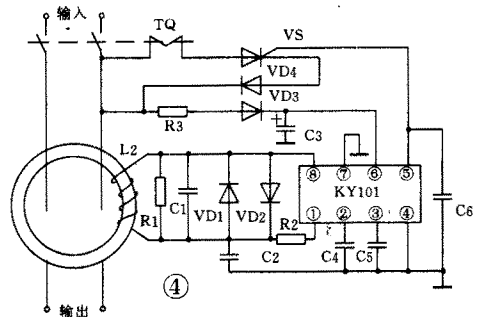 输入
TQ
VS
VD4
VD3
R3
C3
L2
⑧ ⑦ ⑥ ⑤
KY101
① ② ③ ④
R1
C1
VD1
VD2
R2
C2
C4
C5
C6
输出
④